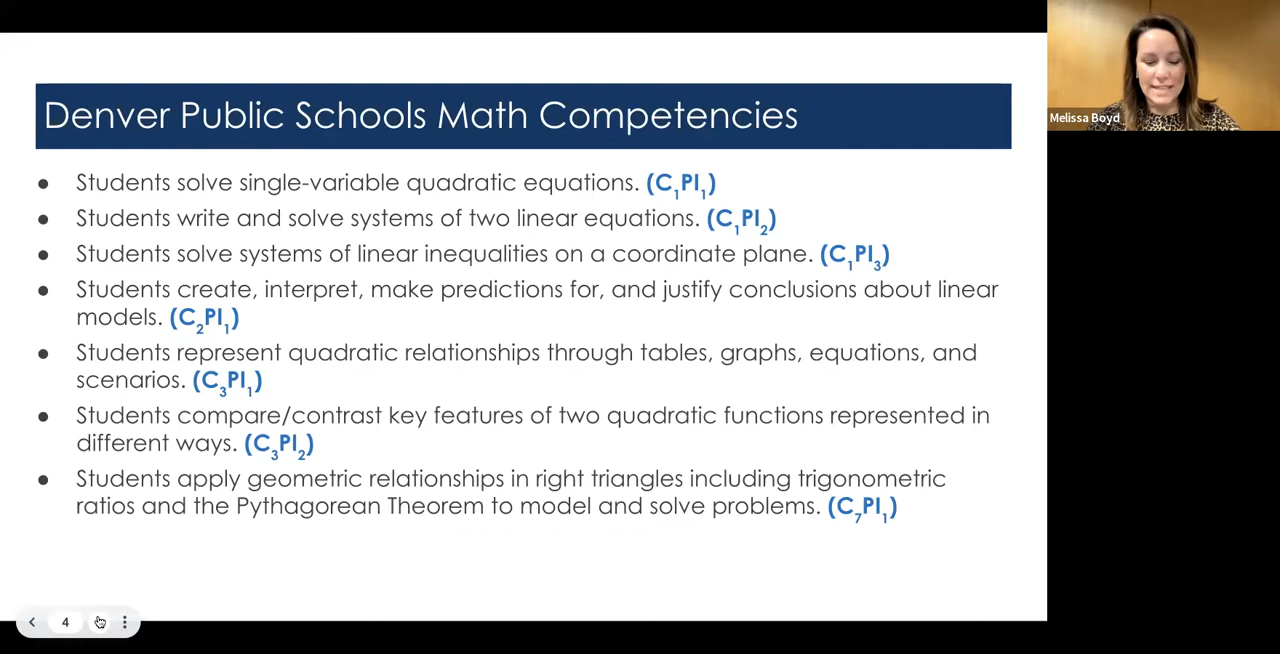 Denver Public Schools Math Competencies
Melissa Boyd
● Students solve single-variable quadratic equations. (C₁PI₁)
● Students write and solve systems of two linear equations. (C₁PI₂)
● Students solve systems of linear inequalities on a coordinate plane. (C₁PI₃)
● Students create, interpret, make predictions for, and justify conclusions about linear
models. (C₂PI₁)
● Students represent quadratic relationships through tables, graphs, equations, and
scenarios. (C₃PI₁)
● Students compare/contrast key features of two quadratic functions represented in
different ways. (C₃PI₂)
● Students apply geometric relationships in right triangles including trigonometric
ratios and the Pythagorean Theorem to model and solve problems. (C₇PI₁)
4